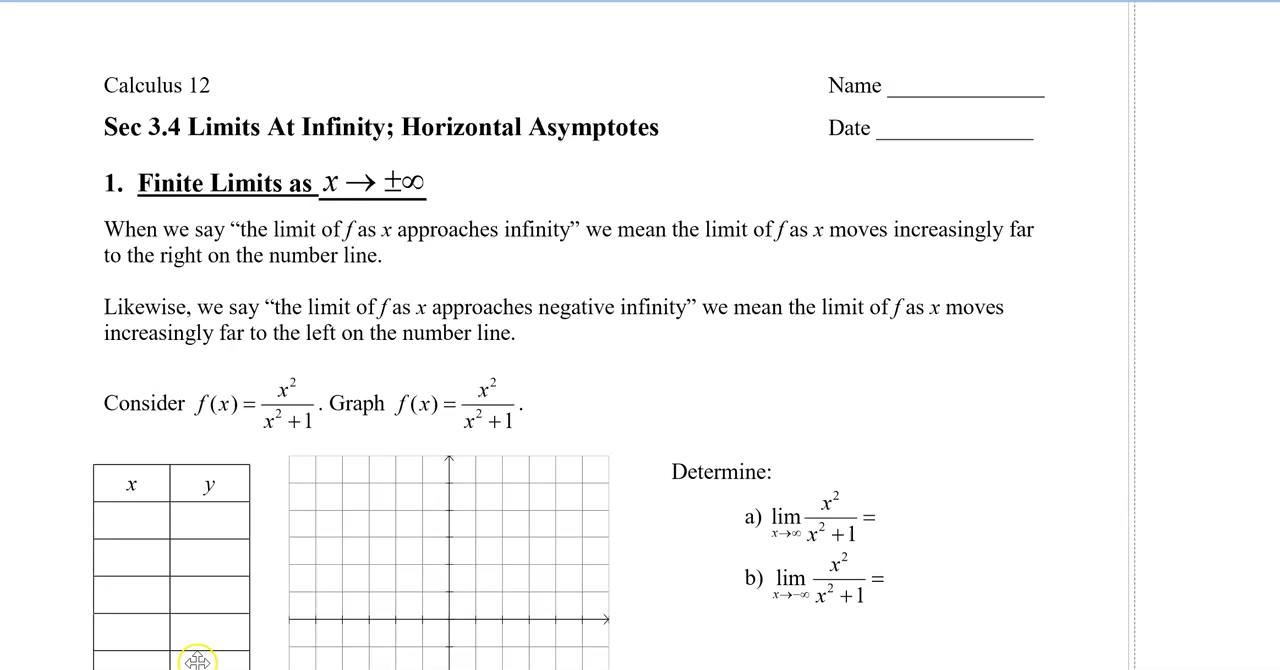 Calculus 12
Name
Sec 3.4 Limits At Infinity; Horizontal Asymptotes
Date
1. Finite Limits as x → ±∞
When we say “the limit of f as x approaches infinity” we mean the limit of f as x moves increasingly far
to the right on the number line.
Likewise, we say “the limit of f as x approaches negative infinity” we mean the limit of f as x moves
increasingly far to the left on the number line.
Consider f(x) = x²/(x² + 1). Graph f(x) = x²/(x² + 1).
x y
Determine:
a) lim x→∞ x²/(x² + 1) =
b) lim x→−∞ x²/(x² + 1) =